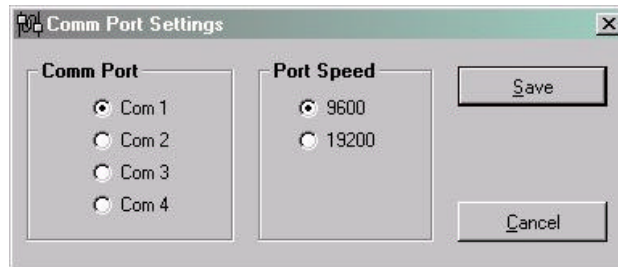 Comm Port Settings
Comm Port
Com 1
Com 2
Com 3
Com 4
Port Speed
9600
19200
Save
Cancel